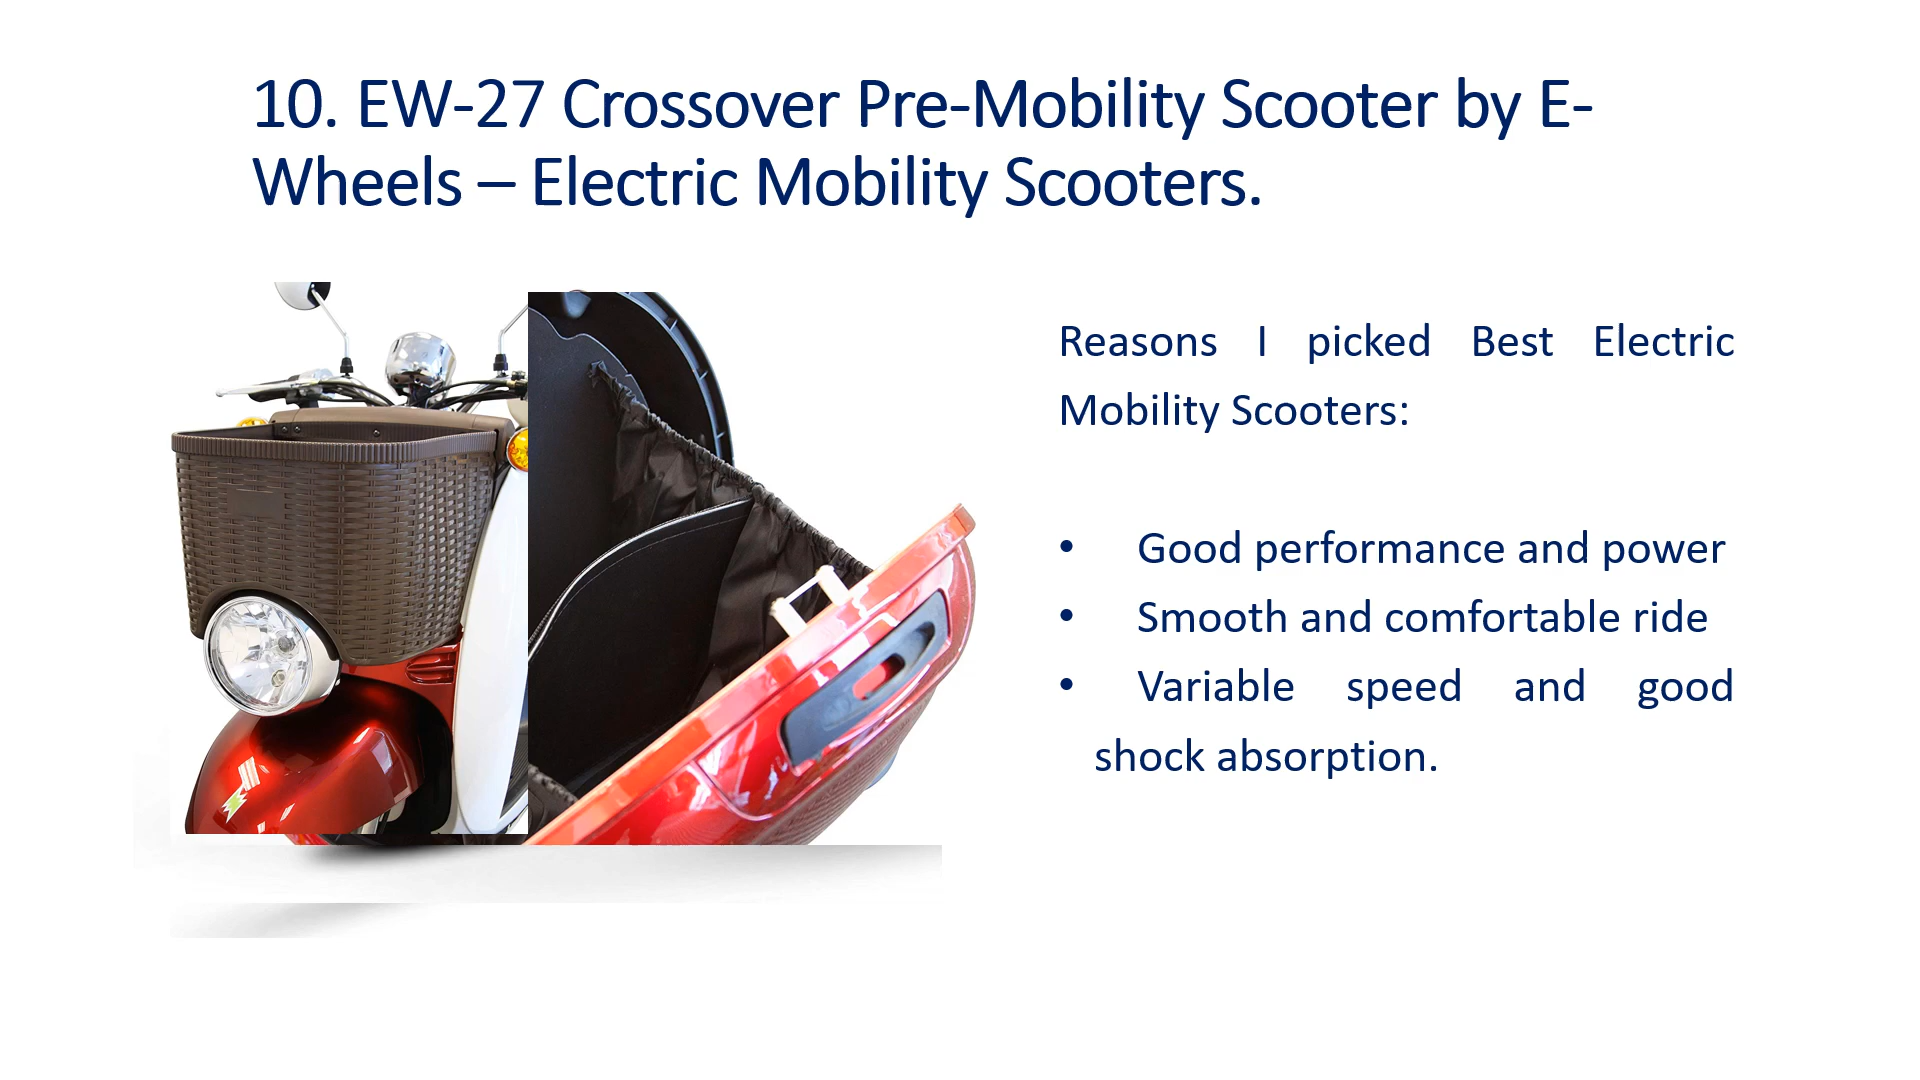 10. EW-27 Crossover Pre-Mobility Scooter by E-
Wheels – Electric Mobility Scooters.
Reasons I picked Best Electric
Mobility Scooters:
• Good performance and power
• Smooth and comfortable ride
• Variable speed and good
shock absorption.